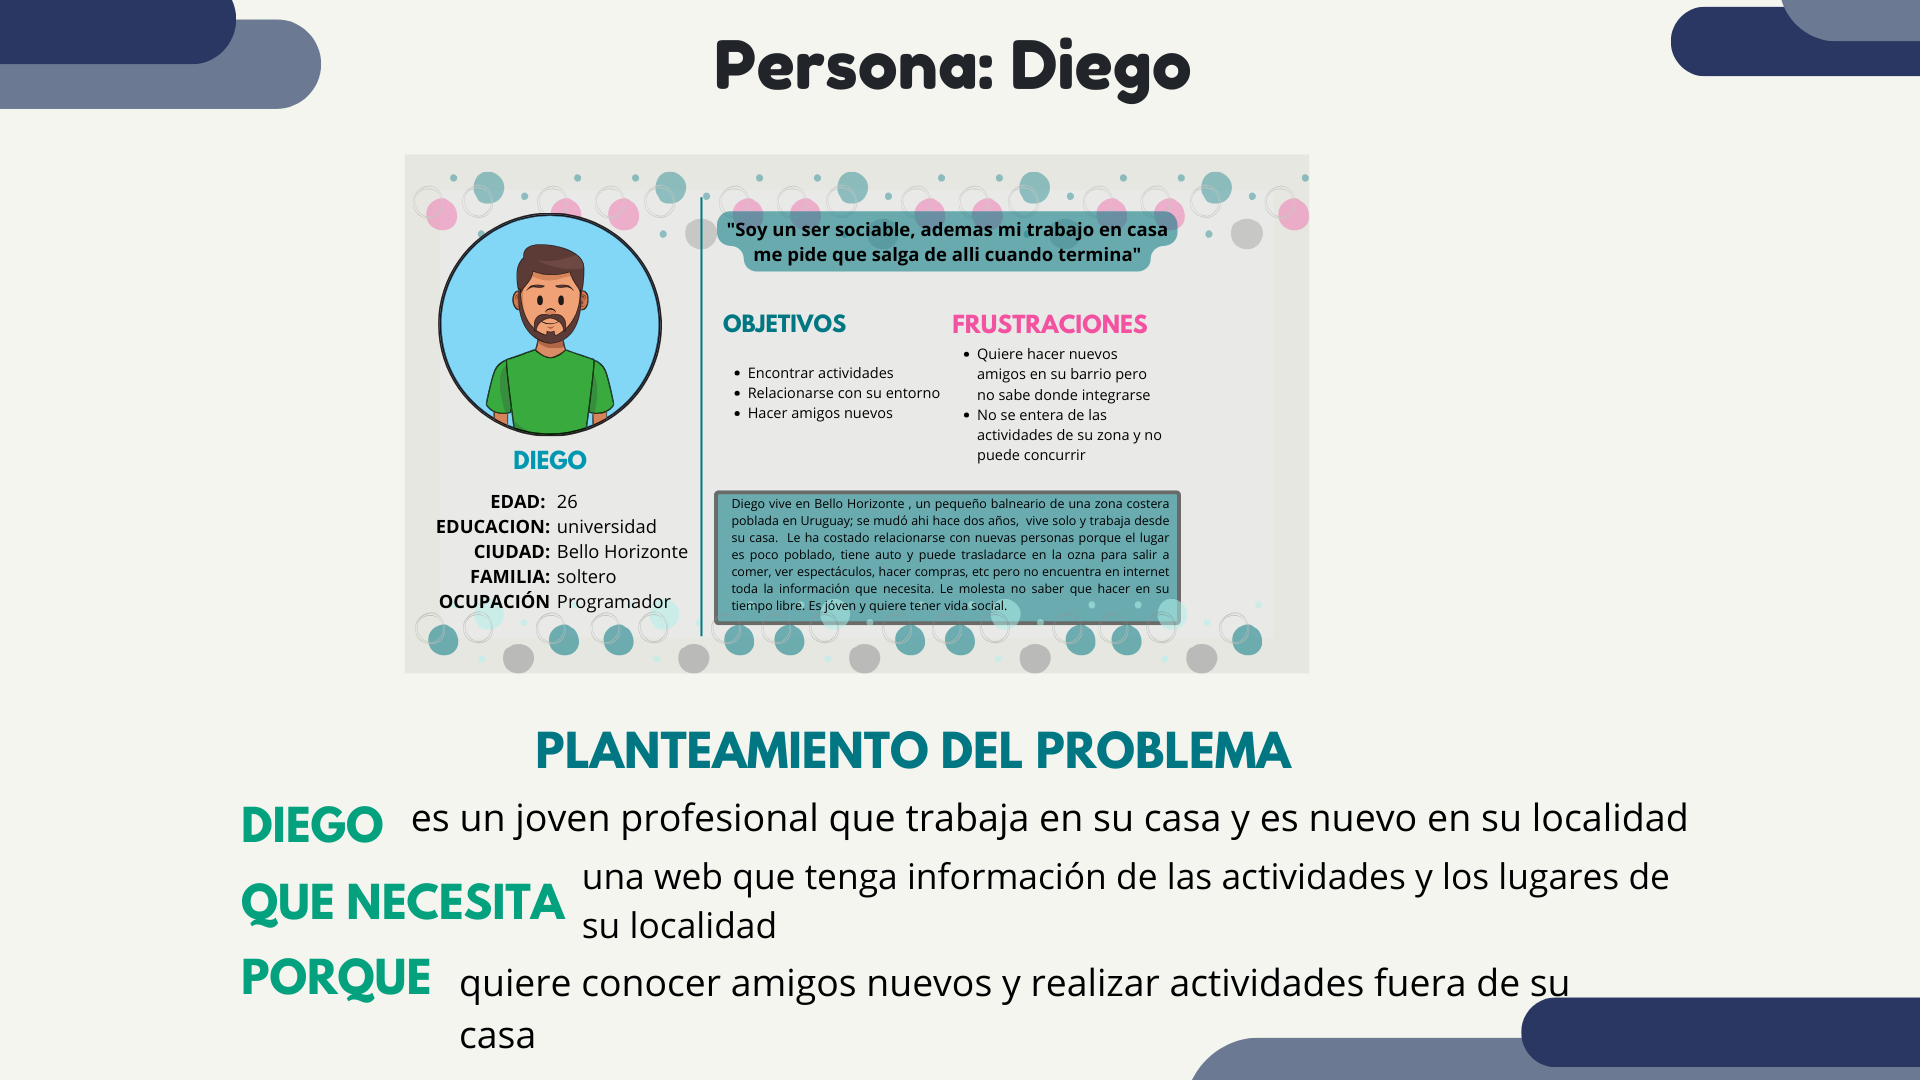 Persona: Diego
"Soy un ser sociable, ademas mi trabajo en casa
me pide que salga de alli cuando termina"
DIEGO
EDAD: 26
EDUCACION: universidad
CIUDAD: Bello Horizonte
FAMILIA: soltero
OCUPACIÓN Programador
OBJETIVOS
• Encontrar actividades
• Relacionarse con su entorno
• Hacer amigos nuevos
FRUSTRACIONES
• Quiere hacer nuevos
amigos en su barrio pero
no sabe donde integrarse
• No se entera de las
actividades de su zona y no
puede concurrir
Diego vive en Bello Horizonte , un pequeño balneario de una zona costera
poblada en Uruguay; se mudó ahi hace dos años, vive solo y trabaja desde
su casa. Le ha costado relacionarse con nuevas personas porque el lugar
es poco poblado, tiene auto y puede trasladarce en la ozna para salir a
comer, ver espectáculos, hacer compras, etc pero no encuentra en internet
toda la información que necesita. Le molesta no saber que hacer en su
tiempo libre. Es jóven y quiere tener vida social.
PLANTEAMIENTO DEL PROBLEMA
DIEGO es un joven profesional que trabaja en su casa y es nuevo en su localidad
QUE NECESITA una web que tenga información de las actividades y los lugares de
su localidad
PORQUE quiere conocer amigos nuevos y realizar actividades fuera de su
casa